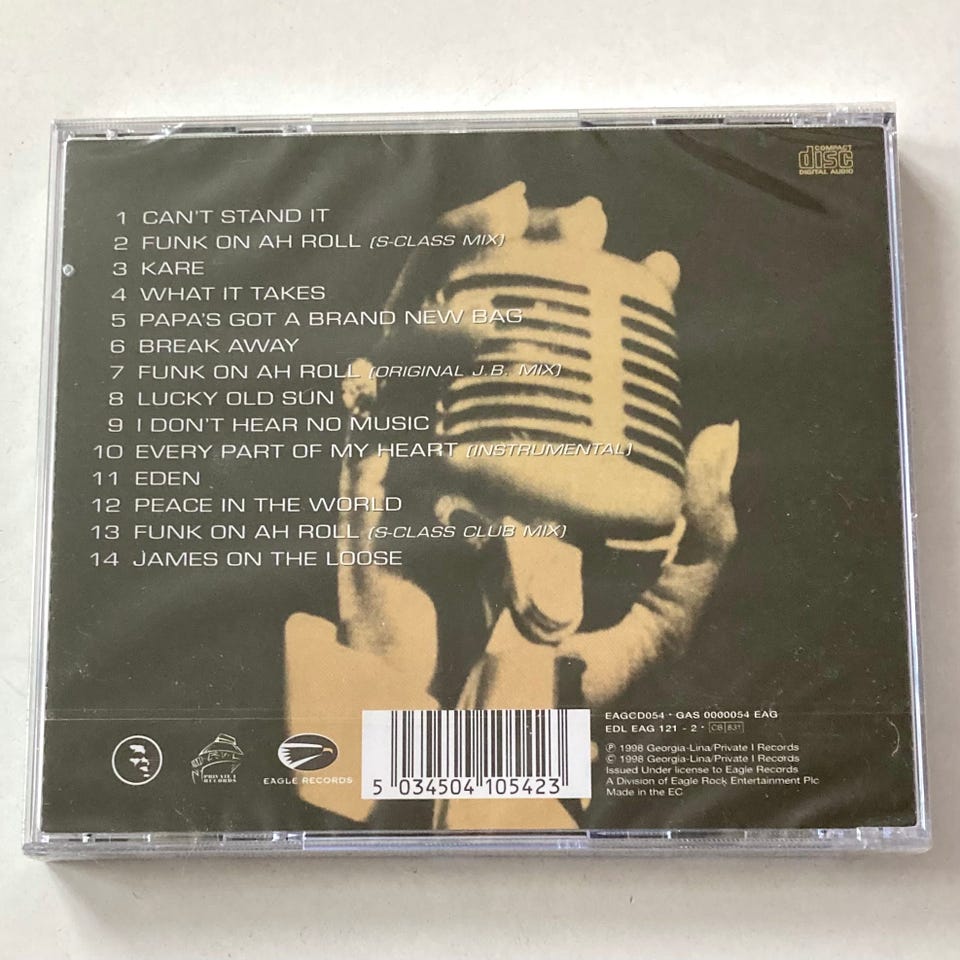 COMPACT
disc
DIGITAL AUDIO
1 CAN'T STAND IT
2 FUNK ON AH ROLL (S-CLASS MIX)
3 KARE
4 WHAT IT TAKES
5 PAPA'S GOT A BRAND NEW BAG
6 BREAK AWAY
7 FUNK ON AH ROLL (ORIGINAL J.B. MIX)
8 LUCKY OLD SUN
9 I DON'T HEAR NO MUSIC
10 EVERY PART OF MY HEART (INSTRUMENTAL)
11 EDEN
12 PEACE IN THE WORLD
13 FUNK ON AH ROLL (S-CLASS CLUB MIX)
14 JAMES ON THE LOOSE
PRIVATE I
RECORDS
EAGLE RECORDS
5 034504 105423
EAGCD054 · GAS 0000054 EAG
EDL EAG 121 - 2 · CB 831
℗ 1998 Georgia-Lina/Private I Records
© 1998 Georgia-Lina/Private I Records
Issued Under license to Eagle Records
A Division of Eagle Rock Entertainment Plc
Made in the EC